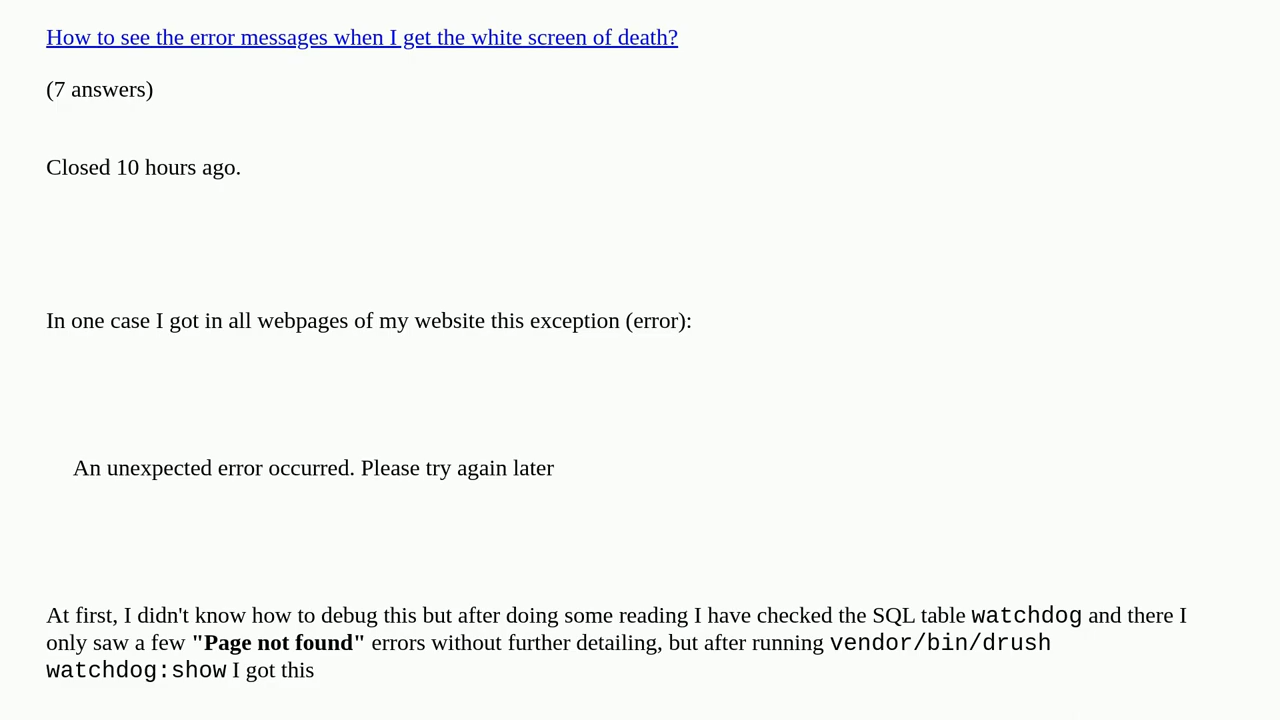 How to see the error messages when I get the white screen of death?
(7 answers)
Closed 10 hours ago.
In one case I got in all webpages of my website this exception (error):
An unexpected error occurred. Please try again later
At first, I didn't know how to debug this but after doing some reading I have checked the SQL table watchdog and there I
only saw a few "Page not found" errors without further detailing, but after running vendor/bin/drush
watchdog:show I got this